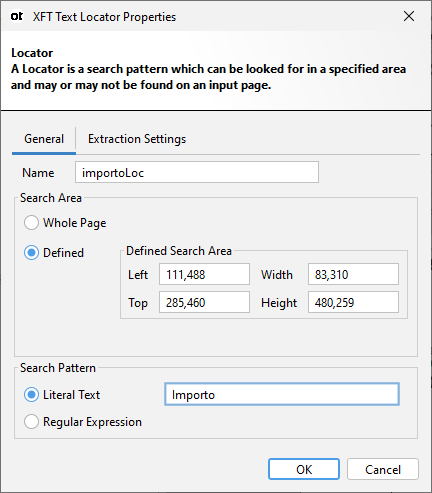 ot XFT Text Locator Properties
Locator
A Locator is a search pattern which can be looked for in a specified area
and may or may not be found on an input page.
General Extraction Settings
Name importoLoc
Search Area
Whole Page
Defined
Defined Search Area
Left 111,488 Width 83,310
Top 285,460 Height 480,259
Search Pattern
Literal Text Importo
Regular Expression
OK Cancel